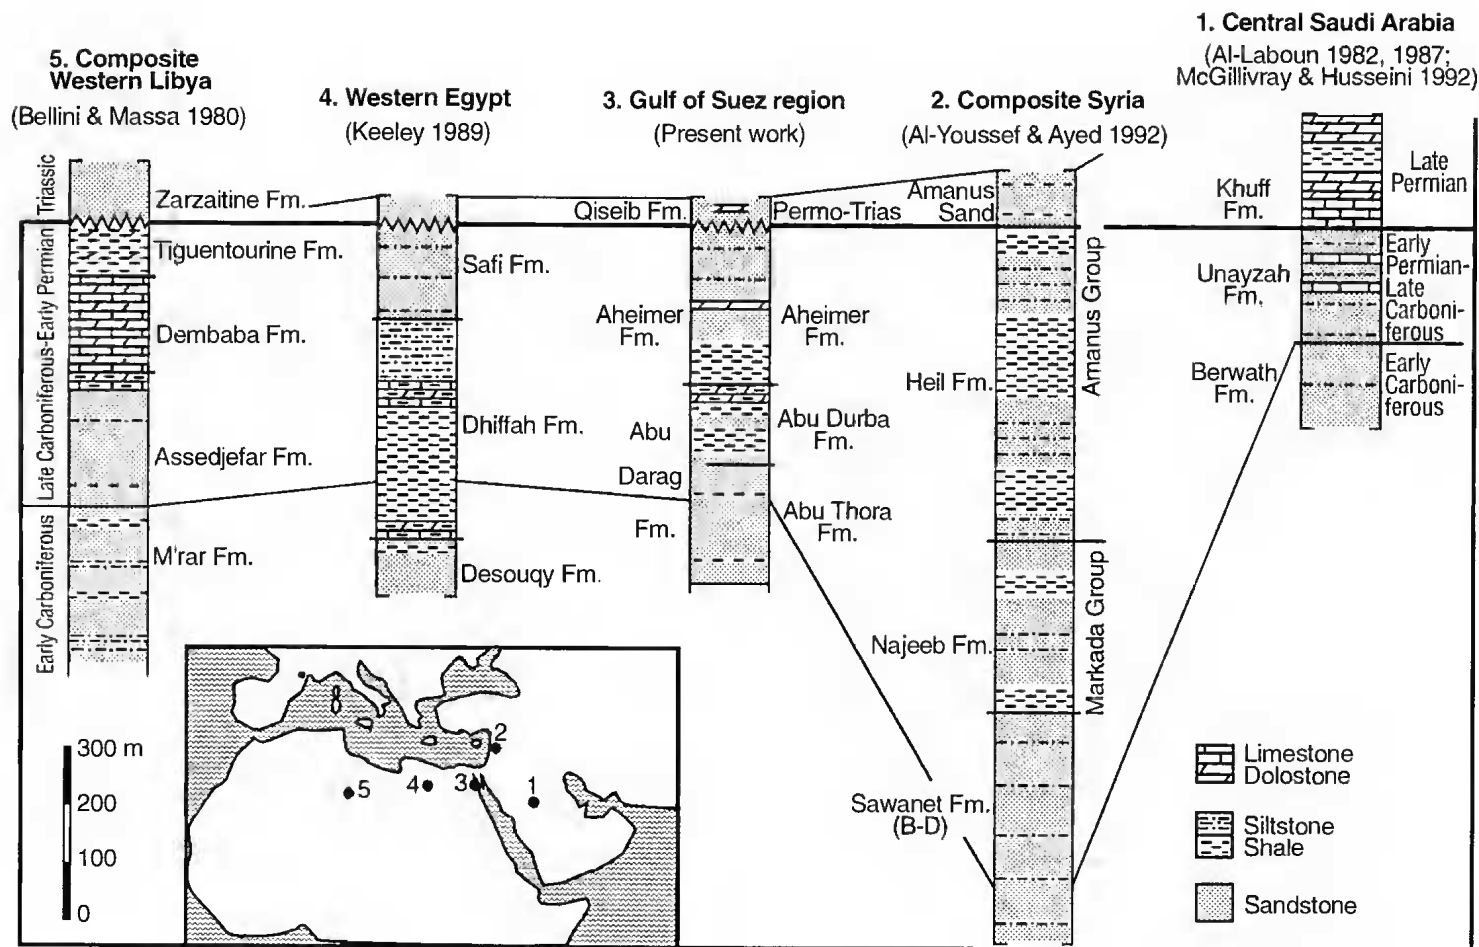 1. Central Saudi Arabia
(Al-Laboun 1982, 1987;
McGillivray & Husseini 1992)
5. Composite
Western Libya
(Bellini & Massa 1980)
4. Western Egypt
(Keeley 1989)
3. Gulf of Suez region
(Present work)
2. Composite Syria
(Al-Youssef & Ayed 1992)
Triassic
Late Carboniferous-Early Permian
Early Carboniferous
Zarzaitine Fm.
Tiguentourine Fm.
Dembaba Fm.
Assedjefar Fm.
M'rar Fm.
Safi Fm.
Dhiffah Fm.
Desouqy Fm.
Qiseib Fm.
Aheimer
Fm.
Abu
Darag
Fm.
Permo-Trias
Aheimer
Fm.
Abu Durba
Fm.
Abu Thora
Fm.
Amanus
Sand
Heil Fm.
Najeeb Fm.
Sawanet Fm.
(B-D)
Amanus Group
Markada Group
Khuff
Fm.
Unayzah
Fm.
Berwath
Fm.
Late
Permian
Early
Permian-
Late
Carboni-
ferous
Early
Carboni-
ferous
300 m
200
100
0
2
5
4
3
1
Limestone
Dolostone
Siltstone
Shale
Sandstone